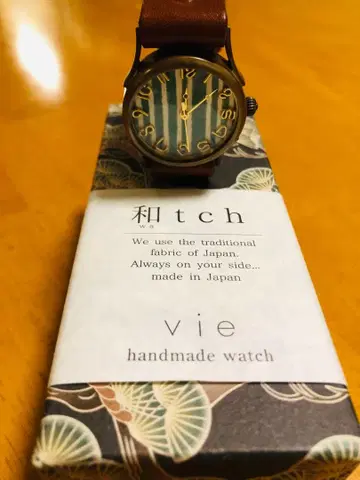 和tch
wa
We use the traditional
fabric of Japan.
Always on your side...
made in Japan
vie
handmade watch